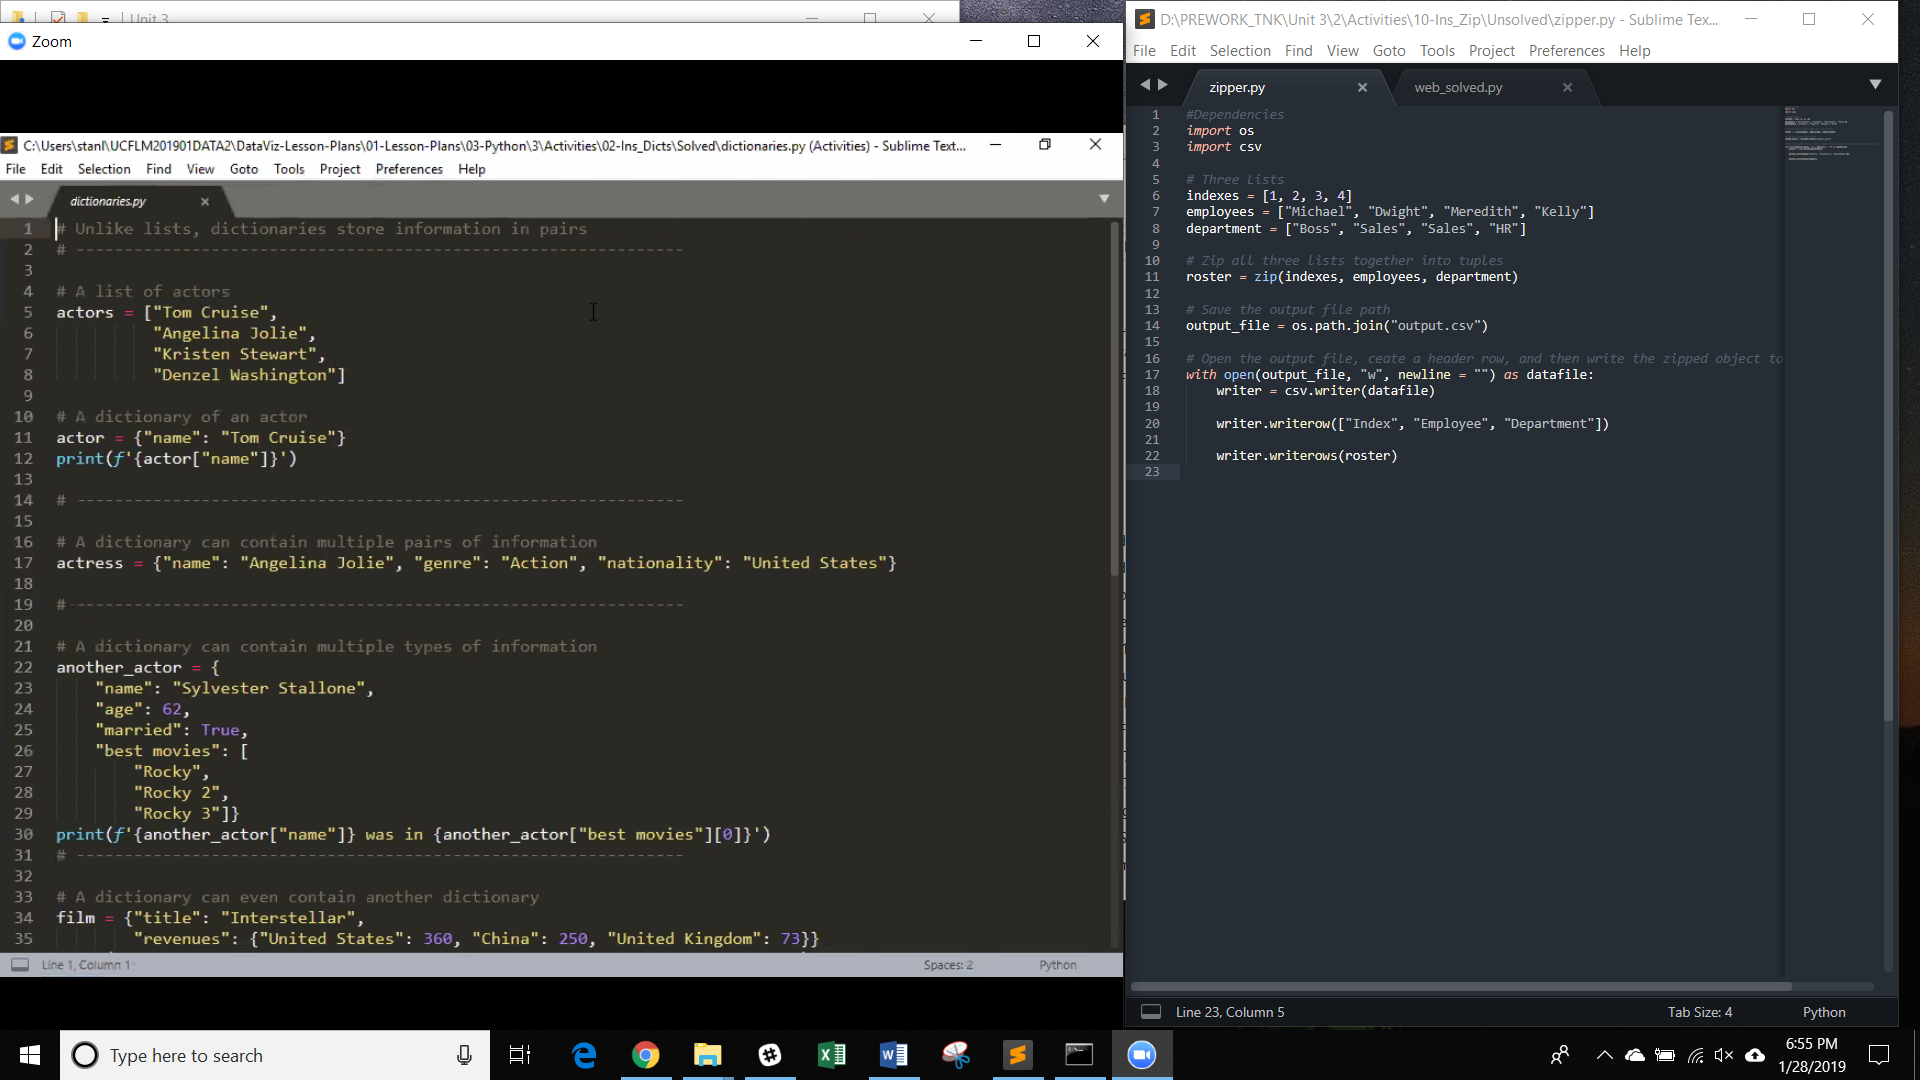 Unit 3
Zoom
C:\Users\stanl\UCFLM201901DATA2\DataViz-Lesson-Plans\01-Lesson-Plans\03-Python\3\Activities\02-Ins_Dicts\Solved\dictionaries.py (Activities) - Sublime Text...
File Edit Selection Find View Goto Tools Project Preferences Help
dictionaries.py
1 # Unlike lists, dictionaries store information in pairs
2 # ---------------------------------------------------------------
3
4 # A list of actors
5 actors = ["Tom Cruise",
6 "Angelina Jolie",
7 "Kristen Stewart",
8 "Denzel Washington"]
9
10 # A dictionary of an actor
11 actor = {"name": "Tom Cruise"}
12 print(f'{actor["name"]}')
13
14 # ---------------------------------------------------------------
15
16 # A dictionary can contain multiple pairs of information
17 actress = {"name": "Angelina Jolie", "genre": "Action", "nationality": "United States"}
18
19 # ---------------------------------------------------------------
20
21 # A dictionary can contain multiple types of information
22 another_actor = {
23 "name": "Sylvester Stallone",
24 "age": 62,
25 "married": True,
26 "best movies": [
27 "Rocky",
28 "Rocky 2",
29 "Rocky 3"]}
30 print(f'{another_actor["name"]} was in {another_actor["best movies"][0]}')
31 # ---------------------------------------------------------------
32
33 # A dictionary can even contain another dictionary
34 film = {"title": "Interstellar",
35 "revenues": {"United States": 360, "China": 250, "United Kingdom": 73}}
Line 1, Column 1 Spaces: 2 Python
D:\PREWORK_TNK\Unit 3\2\Activities\10-Ins_Zip\Unsolved\zipper.py - Sublime Tex...
File Edit Selection Find View Goto Tools Project Preferences Help
zipper.py web_solved.py
1 #Dependencies
2 import os
3 import csv
4
5 # Three Lists
6 indexes = [1, 2, 3, 4]
7 employees = ["Michael", "Dwight", "Meredith", "Kelly"]
8 department = ["Boss", "Sales", "Sales", "HR"]
9
10 # Zip all three lists together into tuples
11 roster = zip(indexes, employees, department)
12
13 # Save the output file path
14 output_file = os.path.join("output.csv")
15
16 # Open the output file, ceate a header row, and then write the zipped object to
17 with open(output_file, "w", newline = "") as datafile:
18 writer = csv.writer(datafile)
19
20 writer.writerow(["Index", "Employee", "Department"])
21
22 writer.writerows(roster)
23
Line 23, Column 5 Tab Size: 4 Python
Type here to search
6:55 PM
1/28/2019